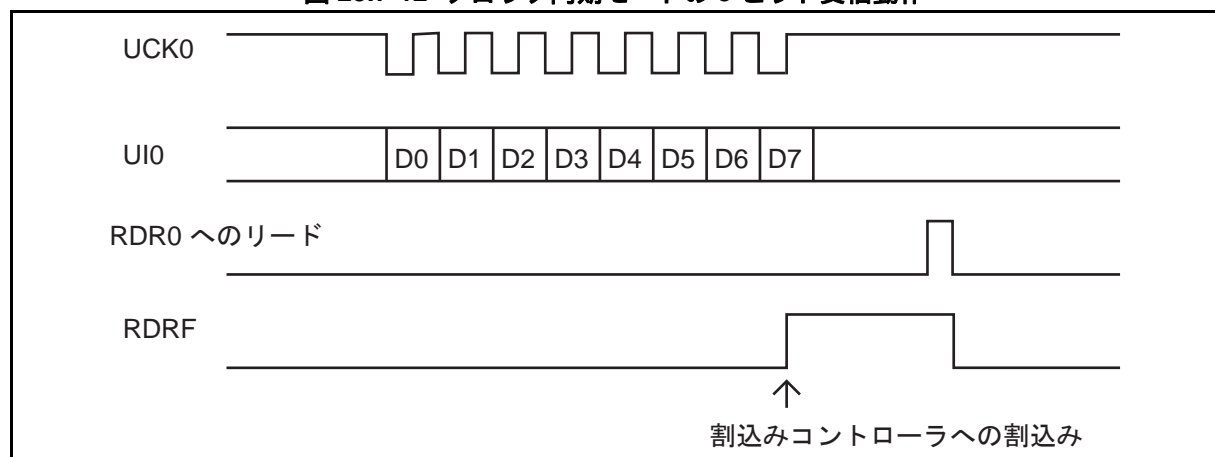 UCK0
UI0
D0 D1 D2 D3 D4 D5 D6 D7
RDR0 へのリード
RDRF
割込みコントローラへの割込み